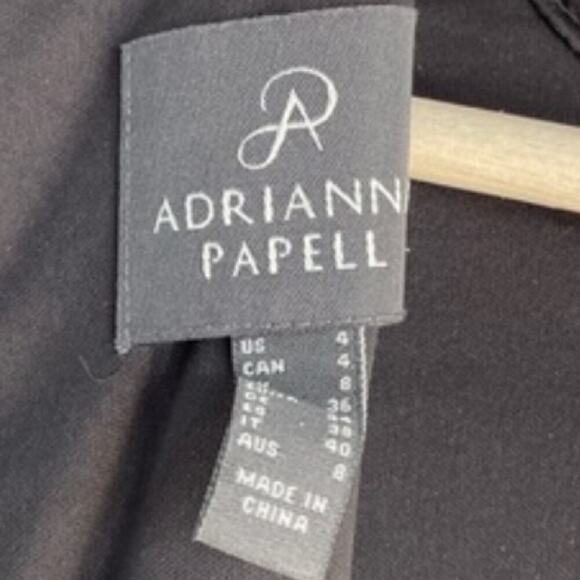 ADRIANN
PAPELL
US 4
CAN 4
8
36
IT
38
AUS 40
8
MADE IN
CHINA